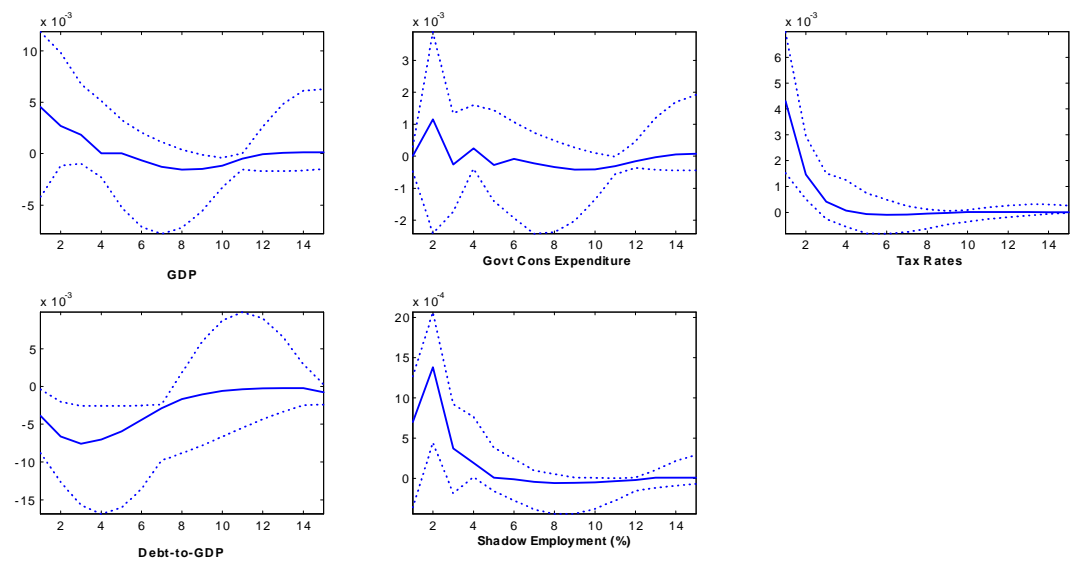 x 10-3
10
5
0
-5
2 4 6 8 10 12 14
GDP
x 10-3
3
2
1
0
-1
-2
2 4 6 8 10 12 14
Govt Cons Expenditure
x 10-3
6
5
4
3
2
1
0
2 4 6 8 10 12 14
Tax Rates
x 10-3
5
0
-5
-10
-15
2 4 6 8 10 12 14
Debt-to-GDP
x 10-4
20
15
10
5
0
2 4 6 8 10 12 14
Shadow Employment (%)